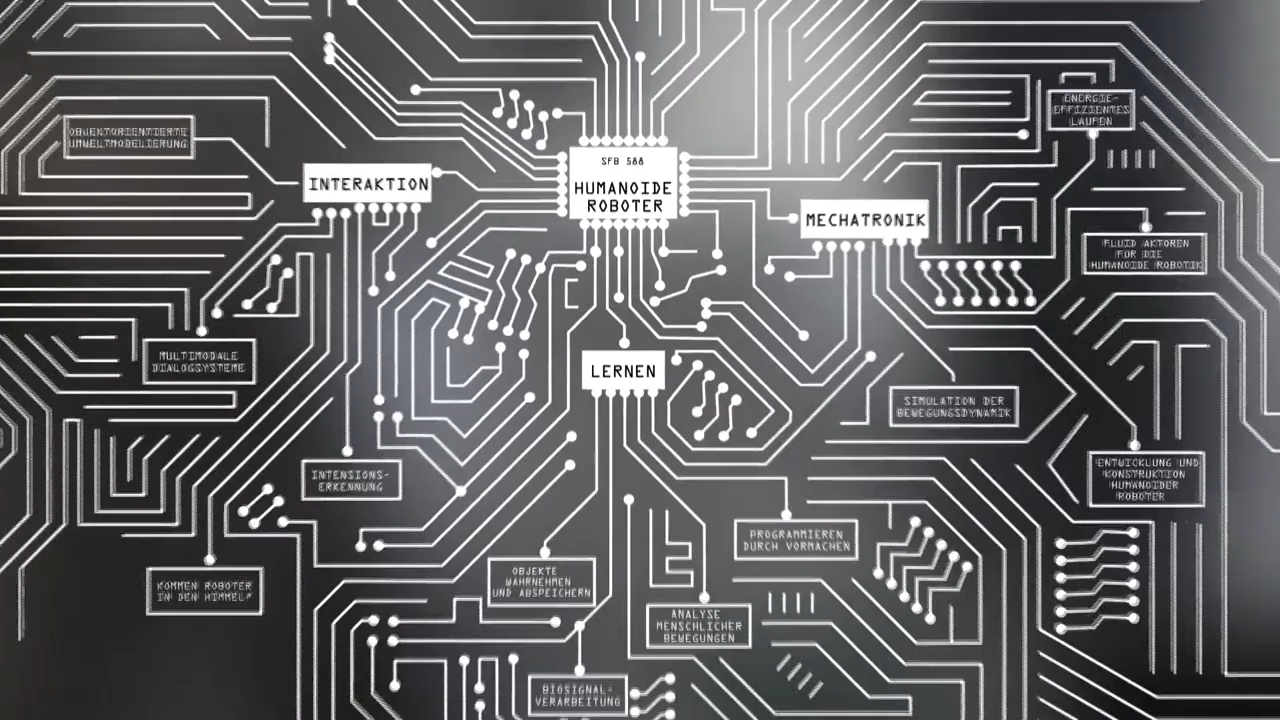 SFB 588
HUMANOIDE
ROBOTER
INTERAKTION
MECHATRONIK
LERNEN
OBJEKTORIENTIERTE
UMWELTMODELIERUNG
MULTIMODALE
DIALOGSYSTEME
INTENSIONS-
ERKENNUNG
KOMMEN ROBOTER
IN DEN HIMMEL?
OBJEKTE
WAHRNEHMEN
UND ABSPEICHERN
BIOSIGNAL-
VERARBEITUNG
ANALYSE
MENSCHLICHER
BEWEGUNGEN
PROGRAMMIEREN
DURCH VORMACHEN
ENERGIE-
EFFIZIENTES
LAUFEN
FLUID AKTOREN
FÜR DIE
HUMANOIDE ROBOTIK
SIMULATION DER
BEWEGUNGSDYNAMIK
ENTWICKLUNG UND
KONSTRUKTION
HUMANOIDER
ROBOTER